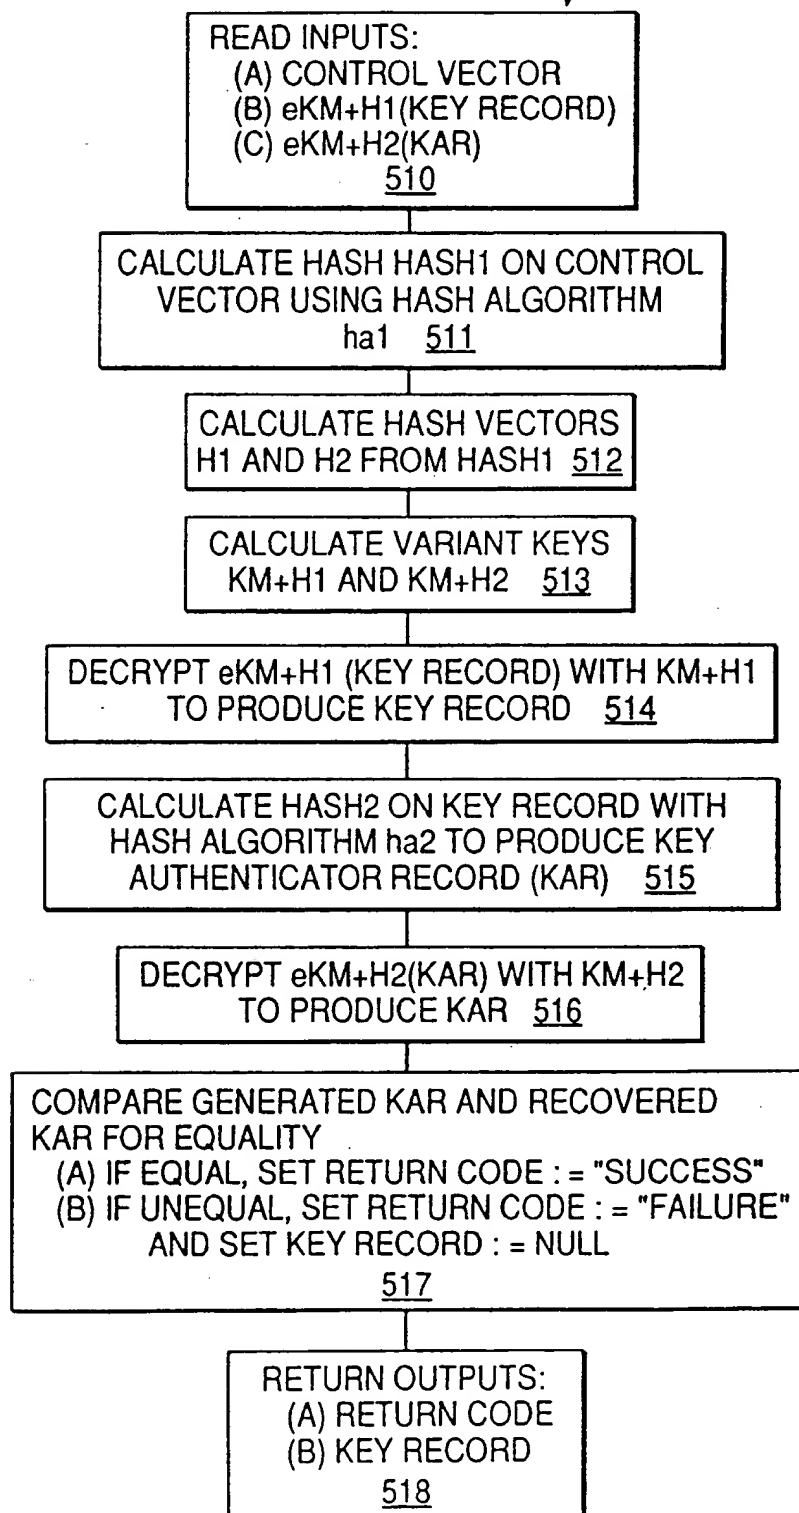 READ INPUTS:
(A) CONTROL VECTOR
(B) eKM+H1(KEY RECORD)
(C) eKM+H2(KAR)
510
CALCULATE HASH HASH1 ON CONTROL
VECTOR USING HASH ALGORITHM
ha1 511
CALCULATE HASH VECTORS
H1 AND H2 FROM HASH1 512
CALCULATE VARIANT KEYS
KM+H1 AND KM+H2 513
DECRYPT eKM+H1 (KEY RECORD) WITH KM+H1
TO PRODUCE KEY RECORD 514
CALCULATE HASH2 ON KEY RECORD WITH
HASH ALGORITHM ha2 TO PRODUCE KEY
AUTHENTICATOR RECORD (KAR) 515
DECRYPT eKM+H2(KAR) WITH KM+H2
TO PRODUCE KAR 516
COMPARE GENERATED KAR AND RECOVERED
KAR FOR EQUALITY
(A) IF EQUAL, SET RETURN CODE : = "SUCCESS"
(B) IF UNEQUAL, SET RETURN CODE : = "FAILURE"
AND SET KEY RECORD : = NULL
517
RETURN OUTPUTS:
(A) RETURN CODE
(B) KEY RECORD
518